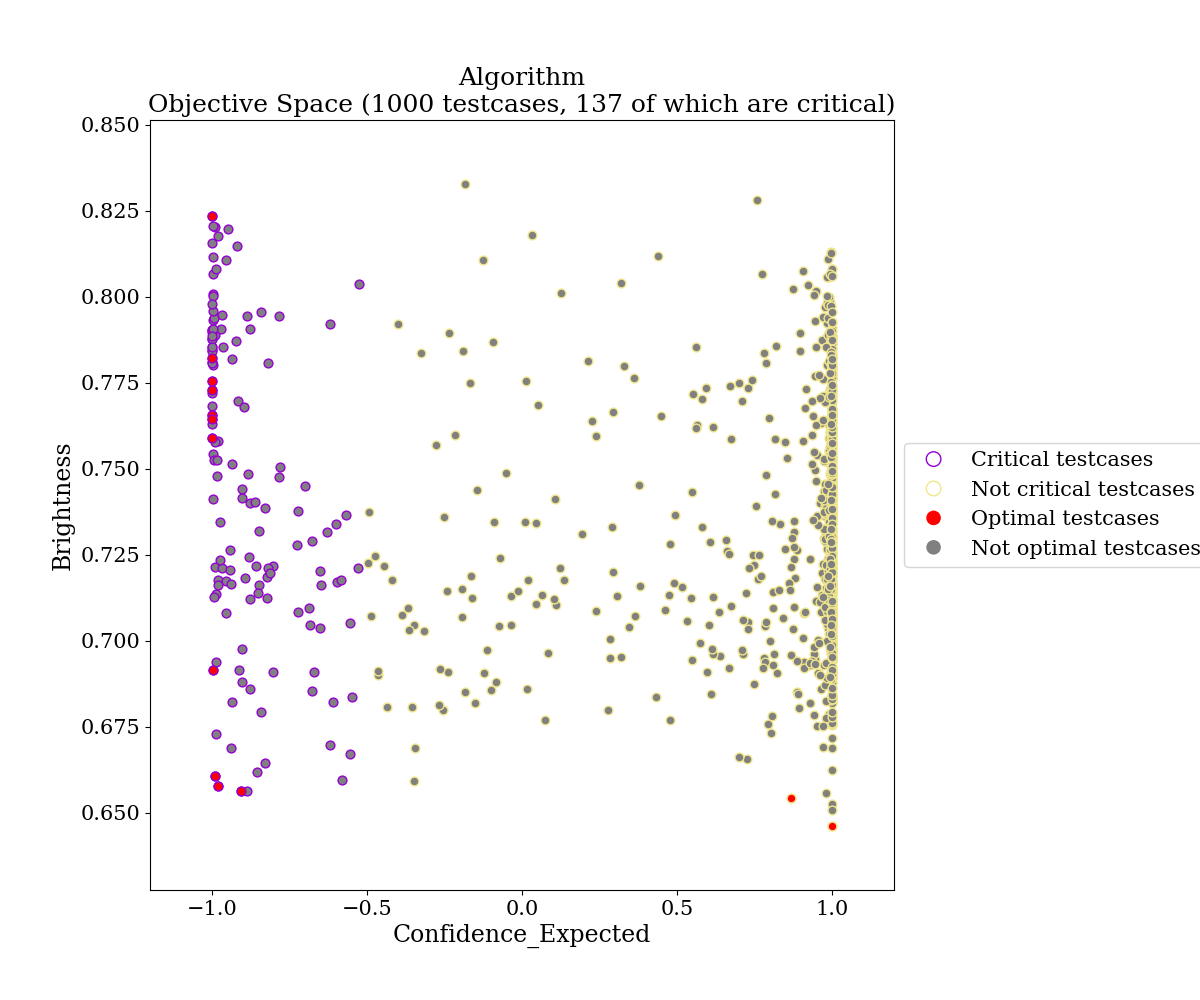 Algorithm
Objective Space (1000 testcases, 137 of which are critical)
0.850
0.825
0.800
0.775
0.750
0.725
0.700
0.675
0.650
Brightness
−1.0
−0.5
0.0
0.5
1.0
Confidence_Expected
Critical testcases
Not critical testcases
Optimal testcases
Not optimal testcases